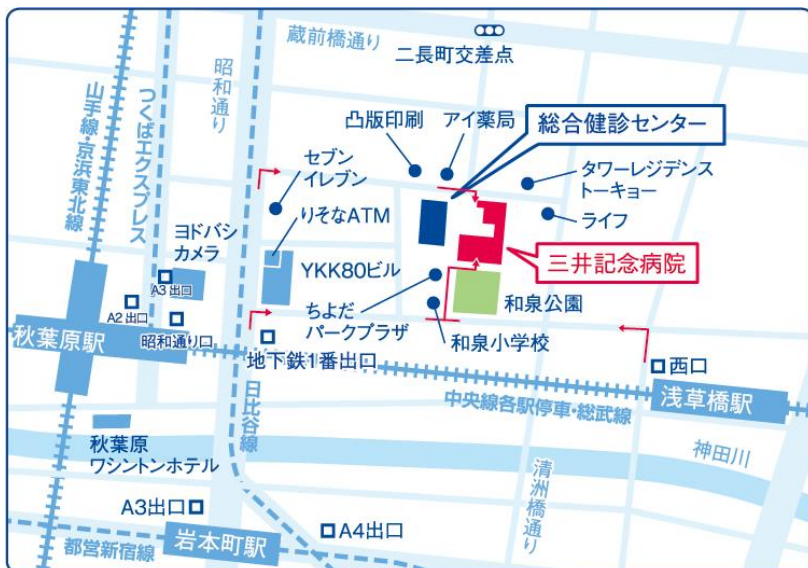 蔵前橋通り
二長町交差点
昭和通り
山手線・京浜東北線
つくばエクスプレス
凸版印刷
アイ薬局
総合健診センター
セブン
イレブン
タワーレジデンス
トーキョー
りそなATM
ライフ
ヨドバシ
カメラ
YKK80ビル
三井記念病院
A3出口
ちよだ
パークプラザ
和泉公園
A2出口
昭和通り口
秋葉原駅
地下鉄1番出口
和泉小学校
西口
浅草橋駅
中央線各駅停車・総武線
日比谷線
秋葉原
ワシントンホテル
神田川
清洲橋通り
A3出口
岩本町駅
A4出口
都営新宿線